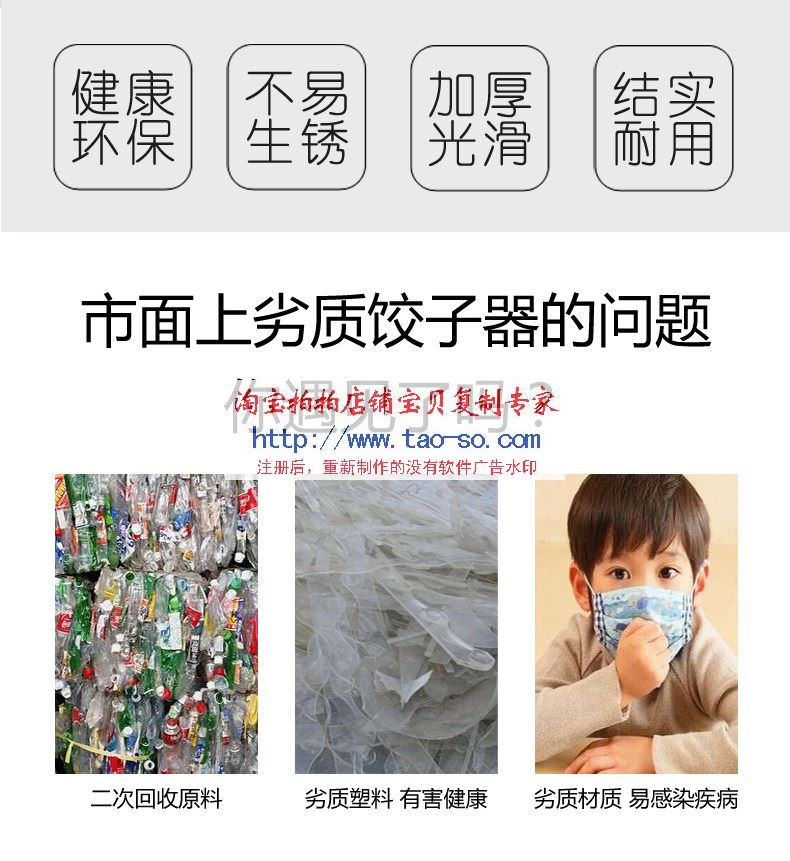 健康
环保
不易
生锈
加厚
光滑
结实
耐用
市面上劣质饺子器的问题
你遇见了吗？
淘宝拍拍店铺宝贝复制专家
http://www.tao-so.com
注册后，重新制作的没有软件广告水印
二次回收原料
劣质塑料 有害健康
劣质材质 易感染疾病